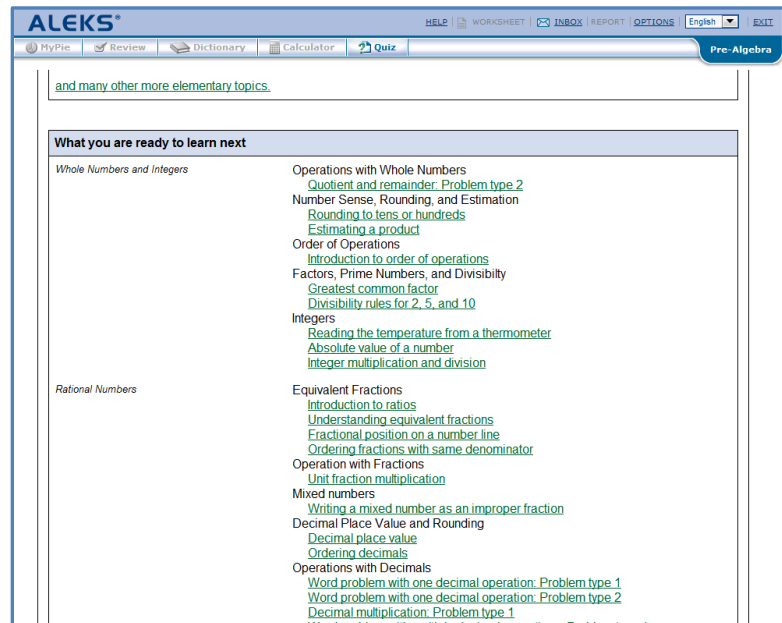 ALEKS®
HELP | WORKSHEET | INBOX | REPORT | OPTIONS | English | EXIT
MyPie Review Dictionary Calculator Quiz
Pre-Algebra
and many other more elementary topics.
What you are ready to learn next
Whole Numbers and Integers
Operations with Whole Numbers
Quotient and remainder: Problem type 2
Number Sense, Rounding, and Estimation
Rounding to tens or hundreds
Estimating a product
Order of Operations
Introduction to order of operations
Factors, Prime Numbers, and Divisibilty
Greatest common factor
Divisibility rules for 2, 5, and 10
Integers
Reading the temperature from a thermometer
Absolute value of a number
Integer multiplication and division
Rational Numbers
Equivalent Fractions
Introduction to ratios
Understanding equivalent fractions
Fractional position on a number line
Ordering fractions with same denominator
Operation with Fractions
Unit fraction multiplication
Mixed numbers
Writing a mixed number as an improper fraction
Decimal Place Value and Rounding
Decimal place value
Ordering decimals
Operations with Decimals
Word problem with one decimal operation: Problem type 1
Word problem with one decimal operation: Problem type 2
Decimal multiplication: Problem type 1